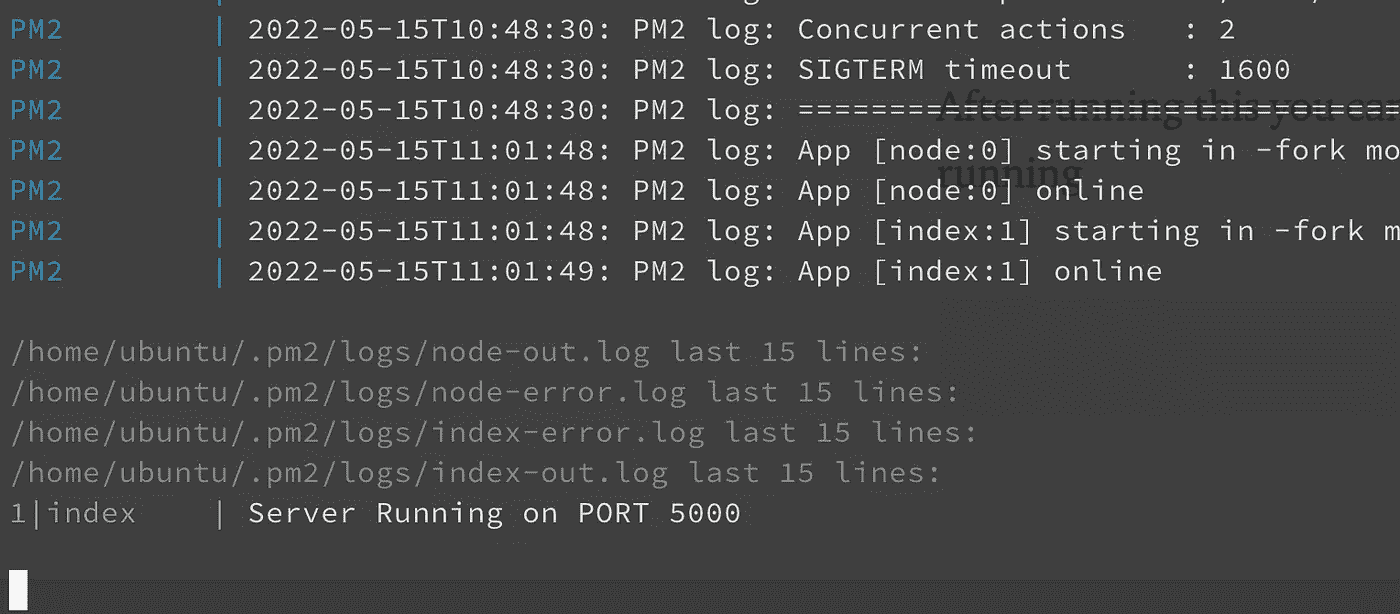 PM2 | 2022-05-15T10:48:30: PM2 log: Concurrent actions : 2
PM2 | 2022-05-15T10:48:30: PM2 log: SIGTERM timeout : 1600
PM2 | 2022-05-15T10:48:30: PM2 log: =================================
After running this you can
PM2 | 2022-05-15T11:01:48: PM2 log: App [node:0] starting in -fork mo
running
PM2 | 2022-05-15T11:01:48: PM2 log: App [node:0] online
PM2 | 2022-05-15T11:01:48: PM2 log: App [index:1] starting in -fork m
PM2 | 2022-05-15T11:01:49: PM2 log: App [index:1] online
/home/ubuntu/.pm2/logs/node-out.log last 15 lines:
/home/ubuntu/.pm2/logs/node-error.log last 15 lines:
/home/ubuntu/.pm2/logs/index-error.log last 15 lines:
/home/ubuntu/.pm2/logs/index-out.log last 15 lines:
1|index | Server Running on PORT 5000